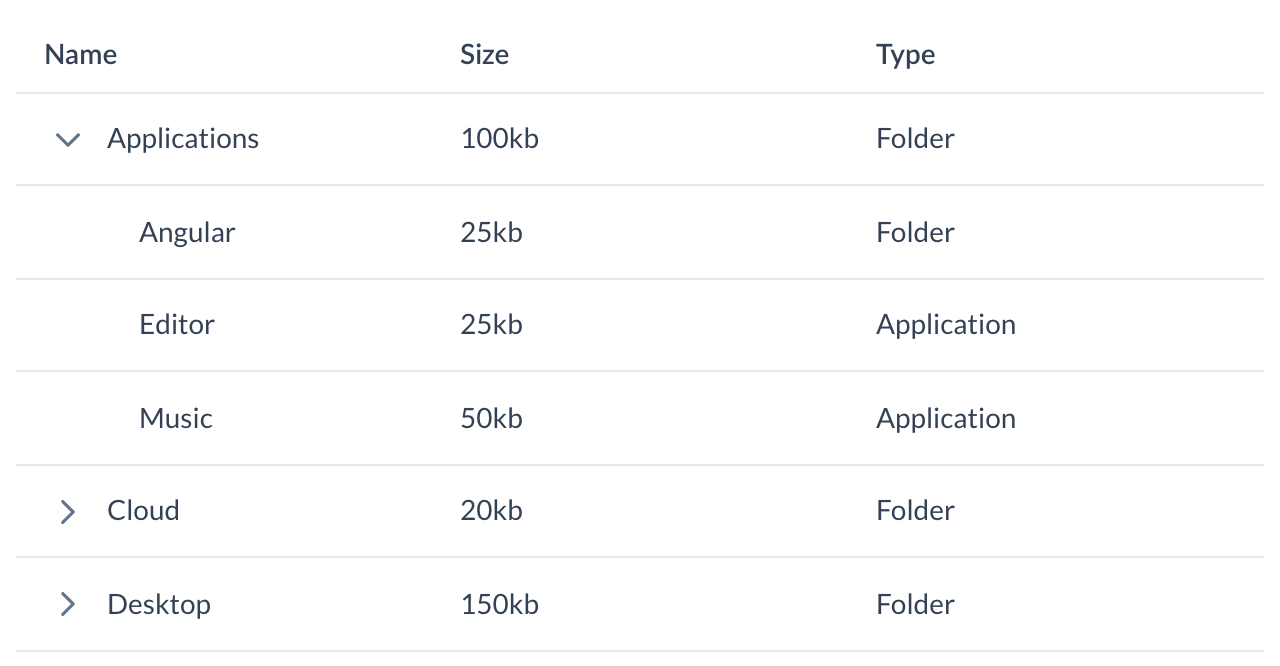 Name Size Type
Applications 100kb Folder
Angular 25kb Folder
Editor 25kb Application
Music 50kb Application
Cloud 20kb Folder
Desktop 150kb Folder